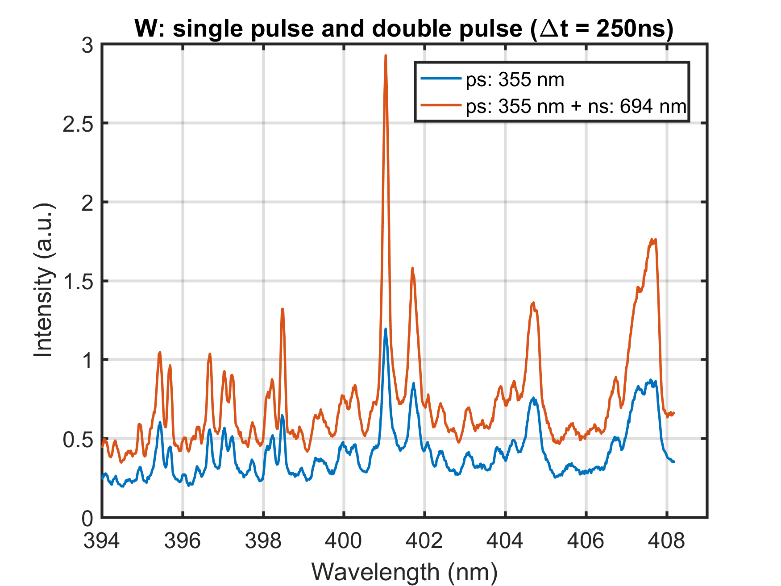 W: single pulse and double pulse (Δt = 250ns)
3
2.5
2
1.5
1
0.5
0
Intensity (a.u.)
ps: 355 nm
ps: 355 nm + ns: 694 nm
394 396 398 400 402 404 406 408
Wavelength (nm)